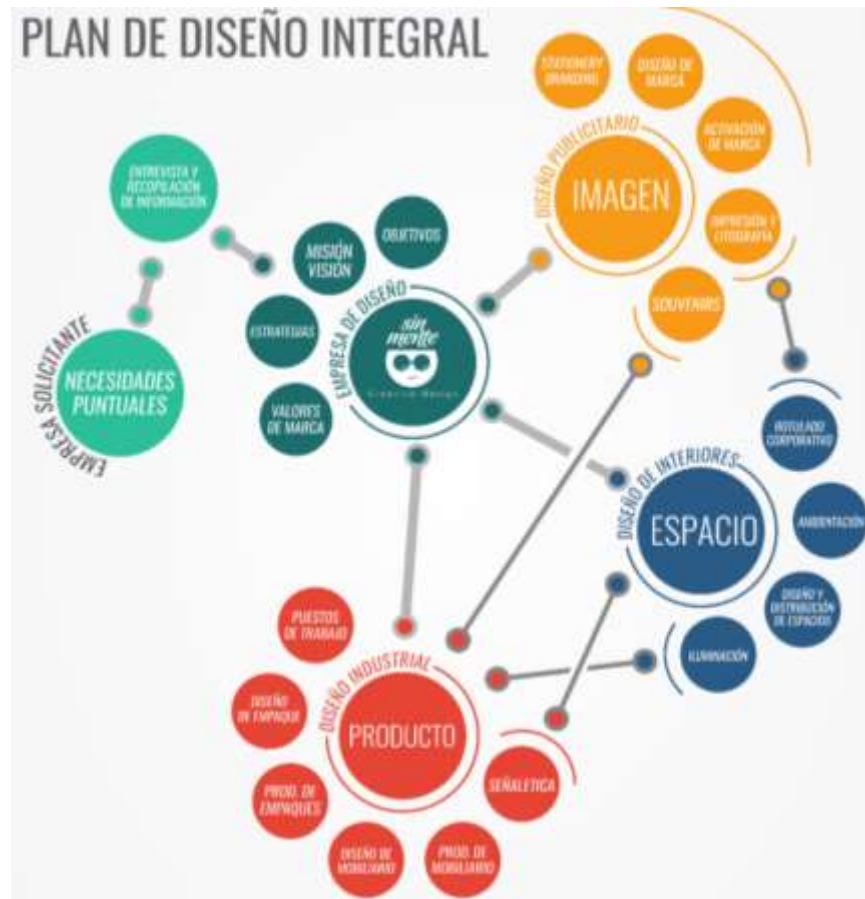 PLAN DE DISEÑO INTEGRAL
ENTREVISTA Y
RECOPILACIÓN
DE INFORMACIÓN
EMPRESA SOLICITANTE
NECESIDADES
PUNTUALES
OBJETIVOS
MISIÓN
VISIÓN
ESTRATEGIAS
VALORES
DE MARCA
EMPRESA DE DISEÑO
sin
mente
Creative Design
STATIONERY
BRANDING
DISEÑO DE
MARCA
ACTIVACIÓN
DE MARCA
IMPRESIÓN Y
LITOGRAFÍA
SOUVENIRS
DISEÑO PUBLICITARIO
IMAGEN
ROTULADO
CORPORATIVO
AMBIENTACIÓN
DISEÑO Y
DISTRIBUCIÓN
DE ESPACIOS
ILUMINACIÓN
DISEÑO DE INTERIORES
ESPACIO
PUESTOS
DE TRABAJO
DISEÑO
DE EMPAQUE
PROD. DE
EMPAQUES
DISEÑO DE
MOBILIARIO
PROD. DE
MOBILIARIO
SEÑALETICA
DISEÑO INDUSTRIAL
PRODUCTO